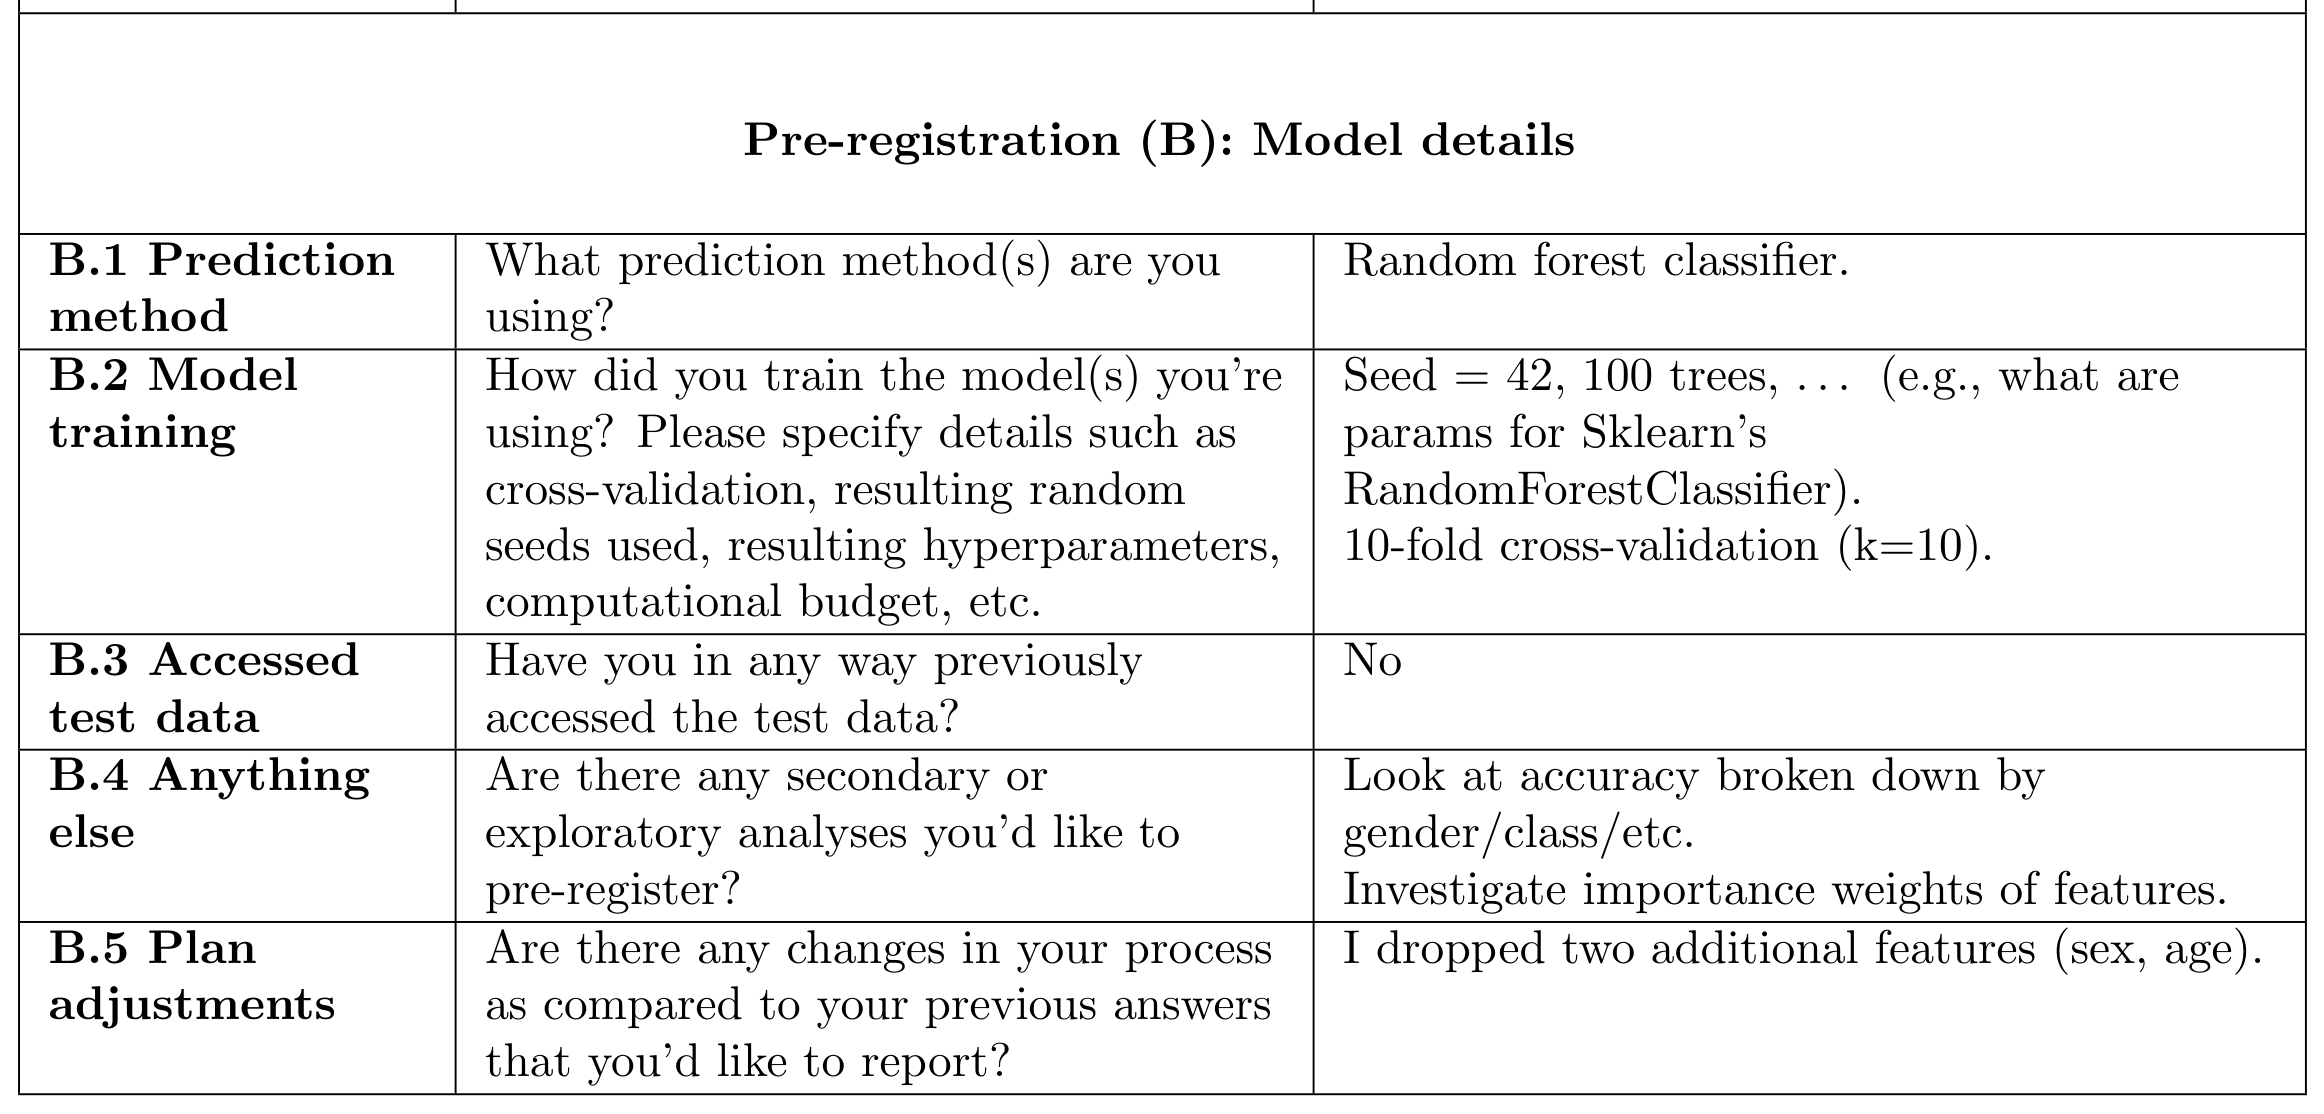 Pre-registration (B): Model details
B.1 Prediction
method
What prediction method(s) are you
using?
Random forest classifier.
B.2 Model
training
How did you train the model(s) you're
using? Please specify details such as
cross-validation, resulting random
seeds used, resulting hyperparameters,
computational budget, etc.
Seed = 42, 100 trees, ... (e.g., what are
params for Sklearn's
RandomForestClassifier).
10-fold cross-validation (k=10).
B.3 Accessed
test data
Have you in any way previously
accessed the test data?
No
B.4 Anything
else
Are there any secondary or
exploratory analyses you'd like to
pre-register?
Look at accuracy broken down by
gender/class/etc.
Investigate importance weights of features.
B.5 Plan
adjustments
Are there any changes in your process
as compared to your previous answers
that you'd like to report?
I dropped two additional features (sex, age).